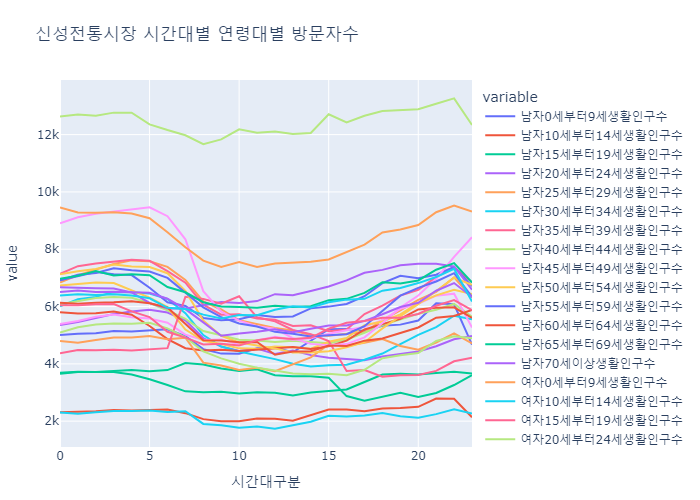 신성전통시장 시간대별 연령대별 방문자수
variable
남자0세부터9세생활인구수
남자10세부터14세생활인구수
남자15세부터19세생활인구수
남자20세부터24세생활인구수
남자25세부터29세생활인구수
남자30세부터34세생활인구수
남자35세부터39세생활인구수
남자40세부터44세생활인구수
남자45세부터49세생활인구수
남자50세부터54세생활인구수
남자55세부터59세생활인구수
남자60세부터64세생활인구수
남자65세부터69세생활인구수
남자70세이상생활인구수
여자0세부터9세생활인구수
여자10세부터14세생활인구수
여자15세부터19세생활인구수
여자20세부터24세생활인구수
value
12k
10k
8k
6k
4k
2k
0
5
10
15
20
시간대구분